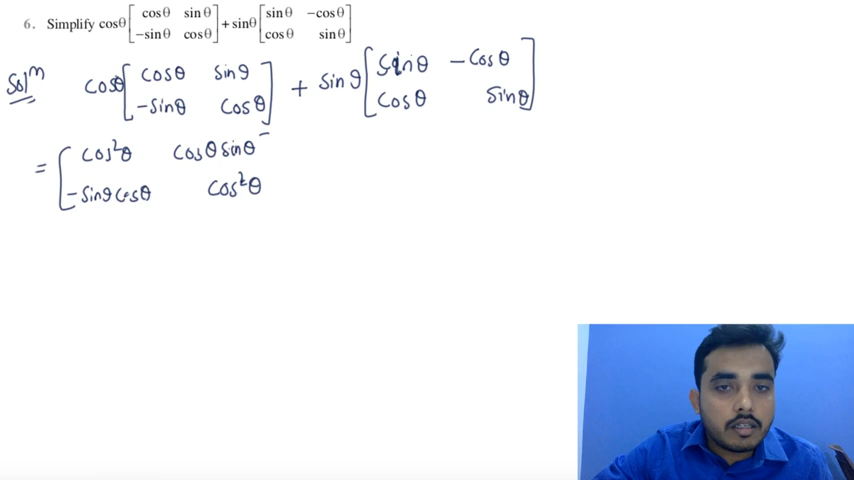 6. Simplify cosθ [ cosθ sinθ −sinθ cosθ ] + sinθ [ sinθ −cosθ cosθ sinθ ]
Solⁿ cosθ [ cosθ sinθ −sinθ cosθ ] + sinθ [ sinθ −cosθ cosθ sinθ ]
= [ cos²θ cosθ sinθ
−sinθ cosθ cos²θ